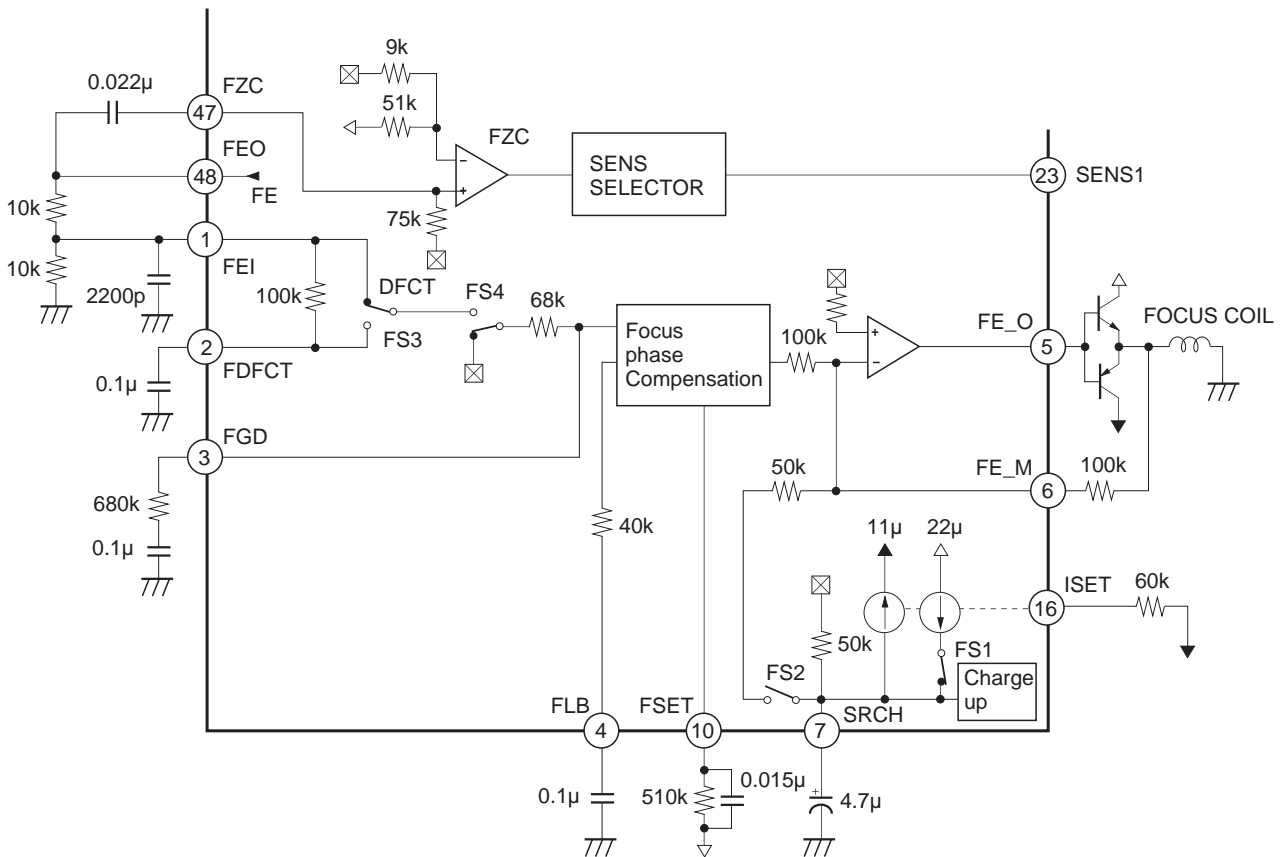 9k
0.022µ
FZC
47
51k
FZC
FEO
48
FE
SENS
SELECTOR
23
SENS1
10k
75k
1
FEI
10k
2200p
100k
DFCT
FS4
68k
FS3
2
FDFCT
0.1µ
Focus
phase
Compensation
100k
FE_O
5
FOCUS COIL
FGD
3
680k
0.1µ
50k
FE_M
6
100k
40k
11µ
22µ
ISET
16
60k
50k
FS1
FS2
Charge
up
FLB
4
FSET
10
SRCH
7
0.1µ
510k
0.015µ
+
4.7µ